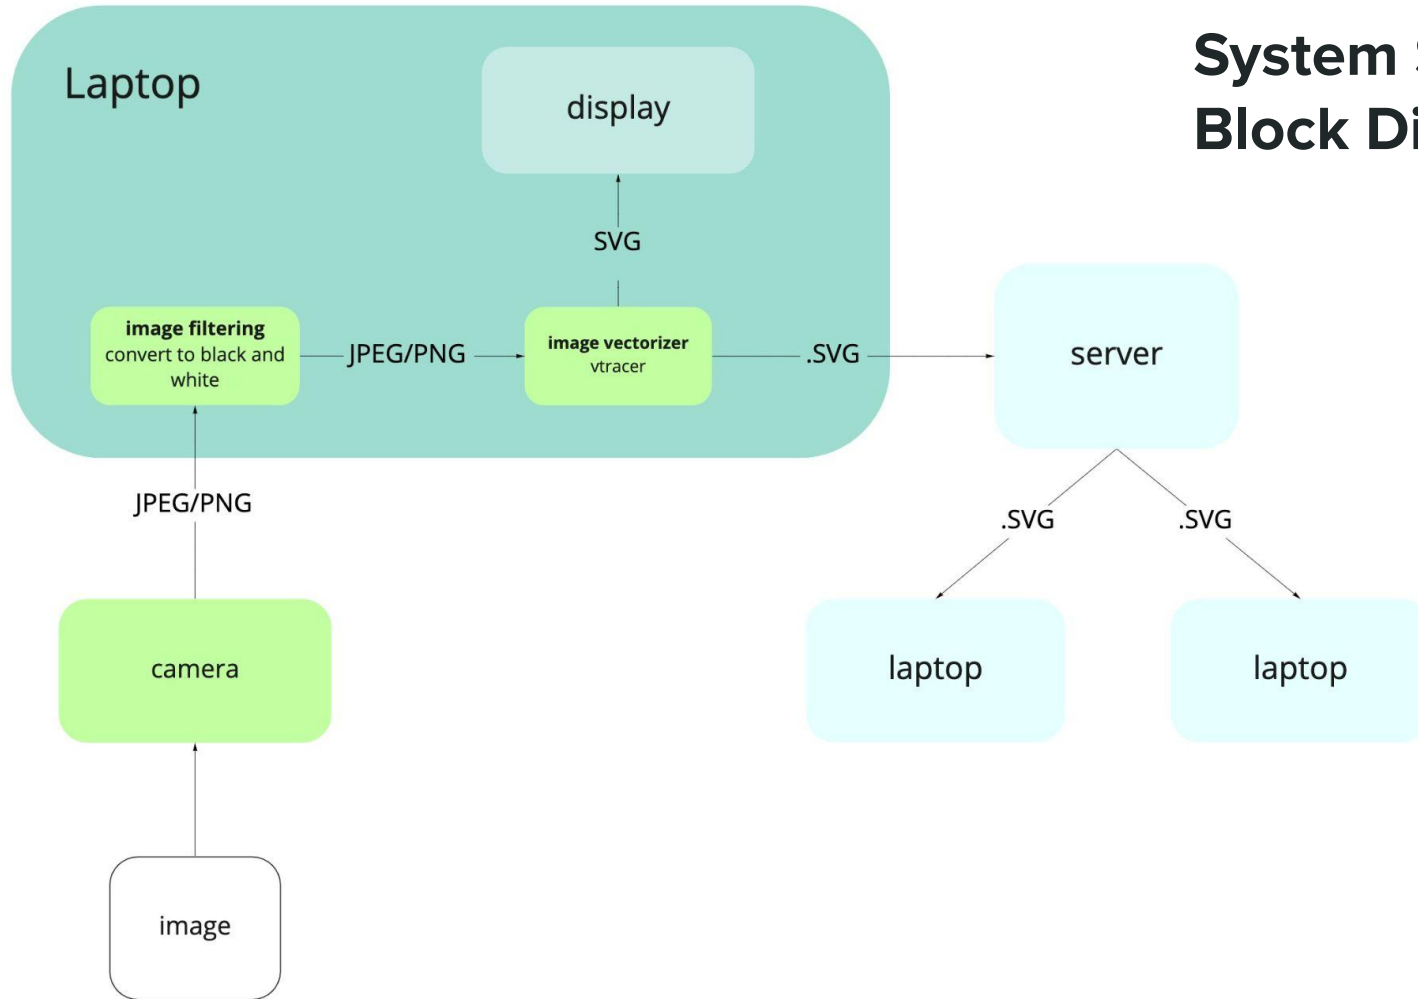 System
Block
Laptop
display
SVG
image filtering
convert to black and
white
JPEG/PNG
image vectorizer
vtracer
.SVG
server
JPEG/PNG
.SVG
.SVG
camera
laptop
laptop
image